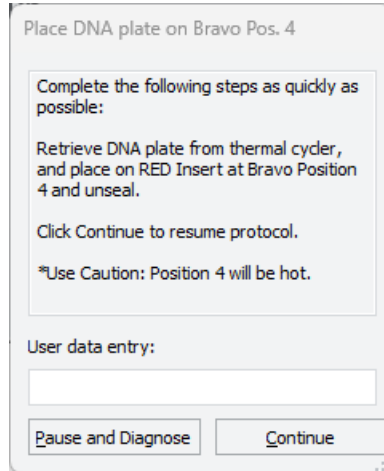 Place DNA plate on Bravo Pos. 4
Complete the following steps as quickly as
possible:
Retrieve DNA plate from thermal cycler,
and place on RED Insert at Bravo Position
4 and unseal.
Click Continue to resume protocol.
*Use Caution: Position 4 will be hot.
User data entry:
Pause and Diagnose
Continue